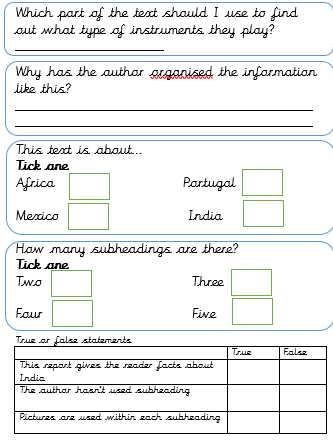 Which part of the text should I use to find
out what type of instruments they play?
Why has the author organised the information
like this?
This text is about...
Tick one
Africa
Portugal
Mexico
India
How many subheadings are there?
Tick one
Two
Three
Four
Five
True or false statements
True False
This report gives the reader facts about
India
The author hasn't used subheading
Pictures are used within each subheading